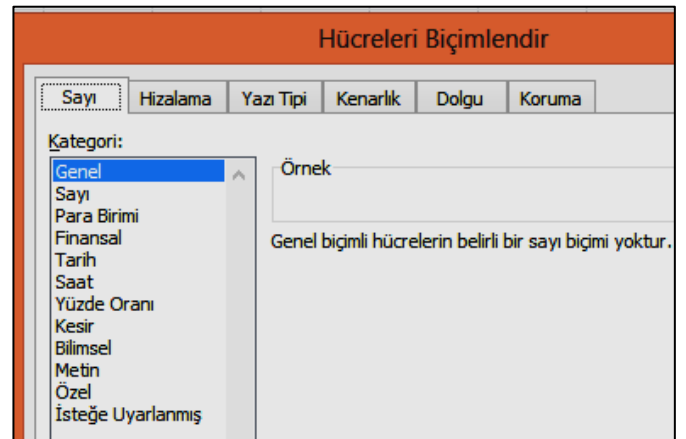 Hücreleri Biçimlendir
Sayı Hizalama Yazı Tipi Kenarlık Dolgu Koruma
Kategori:
Genel
Sayı
Para Birimi
Finansal
Tarih
Saat
Yüzde Oranı
Kesir
Bilimsel
Metin
Özel
İsteğe Uyarlanmış
Örnek
Genel biçimli hücrelerin belirli bir sayı biçimi yoktur.